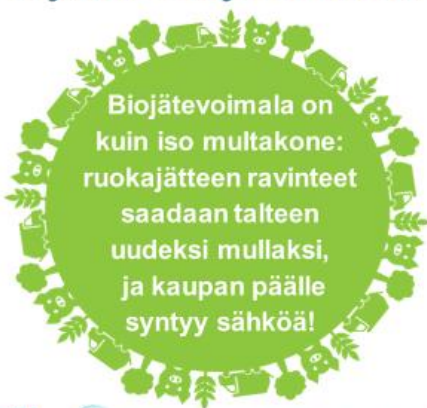 Biojätevoimala on
kuin iso multakone:
ruokajätteen ravinteet
saadaan talteen
uudeksi mullaksi,
ja kaupan päälle
syntyy sähköä!